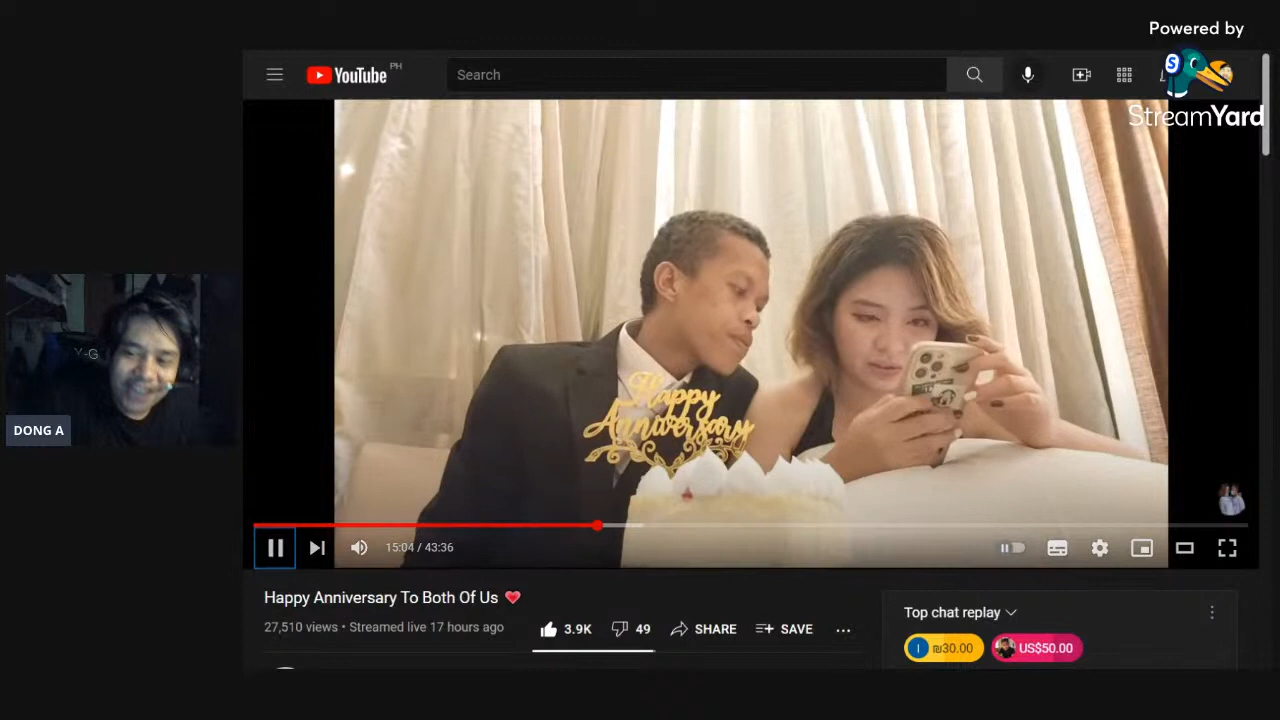 Powered by
StreamYard
YouTube PH
Search
Y-G
DONG A
Happy
Anniversary
15:04 / 43:36
Happy Anniversary To Both Of Us
27,510 views • Streamed live 17 hours ago
3.9K
49
SHARE
SAVE
Top chat replay
I
₪30.00
US$50.00